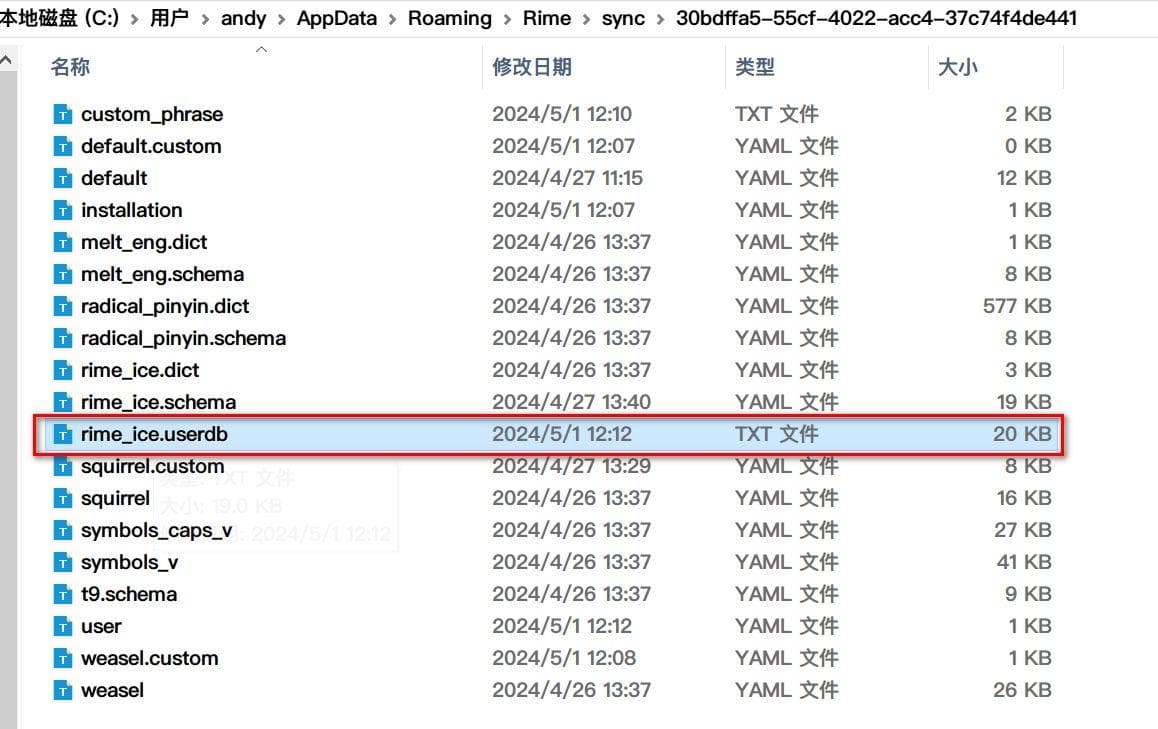 本地磁盘 (C:) > 用户 > andy > AppData > Roaming > Rime > sync > 30bdffa5-55cf-4022-acc4-37c74f4de441
名称 修改日期 类型 大小
custom_phrase 2024/5/1 12:10 TXT 文件 2 KB
default.custom 2024/5/1 12:07 YAML 文件 0 KB
default 2024/4/27 11:15 YAML 文件 12 KB
installation 2024/5/1 12:07 YAML 文件 1 KB
melt_eng.dict 2024/4/26 13:37 YAML 文件 1 KB
melt_eng.schema 2024/4/26 13:37 YAML 文件 8 KB
radical_pinyin.dict 2024/4/26 13:37 YAML 文件 577 KB
radical_pinyin.schema 2024/4/26 13:37 YAML 文件 8 KB
rime_ice.dict 2024/4/26 13:37 YAML 文件 3 KB
rime_ice.schema 2024/4/27 13:40 YAML 文件 19 KB
rime_ice.userdb 2024/5/1 12:12 TXT 文件 20 KB
squirrel.custom 2024/4/27 13:29 YAML 文件 8 KB
类型: TXT 文件
squirrel 2024/4/26 13:37 YAML 文件 16 KB
大小: 19.0 KB
symbols_caps_v 2024/4/26 13:37 YAML 文件 27 KB
2024/5/1 12:12
symbols_v 2024/4/26 13:37 YAML 文件 41 KB
t9.schema 2024/4/26 13:37 YAML 文件 9 KB
user 2024/5/1 12:12 YAML 文件 1 KB
weasel.custom 2024/5/1 12:08 YAML 文件 1 KB
weasel 2024/4/26 13:37 YAML 文件 26 KB